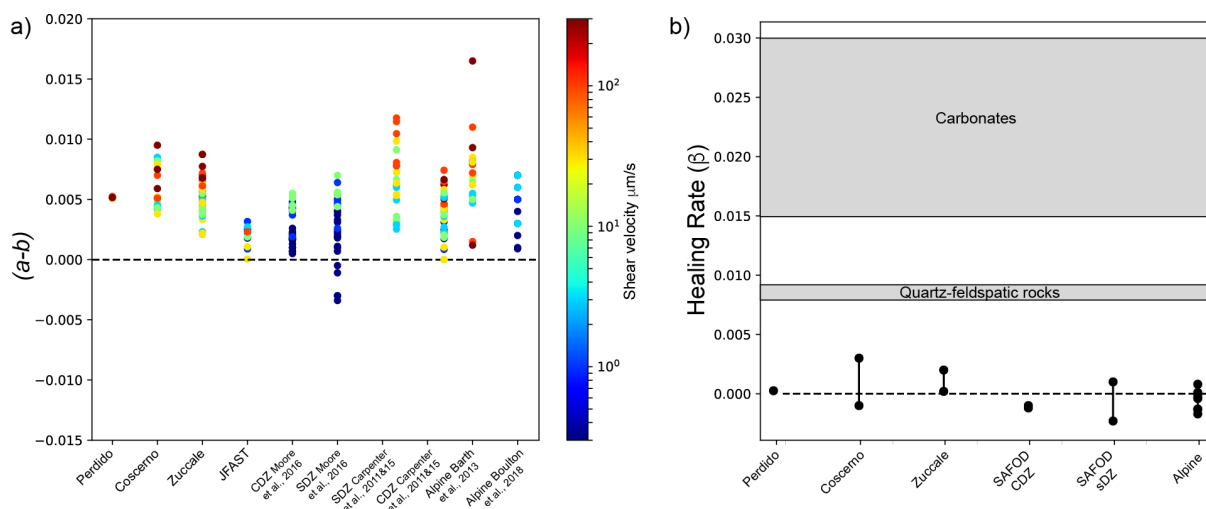 a)
0.020
0.015
0.010
0.005
0.000
−0.005
−0.010
−0.015
(a-b)
Perdido
Coscerno
Zuccale
JFAST
CDZ Moore
et al., 2016
SDZ Moore
et al., 2016
SDZ Carpenter
et al., 2011&15
CDZ Carpenter
et al., 2011&15
Alpine Barth
et al., 2013
Alpine Boulton
et al., 2018
10²
10¹
10⁰
Shear velocity μm/s
b)
0.030
0.025
0.020
0.015
0.010
0.005
0.000
Healing Rate (β)
Carbonates
Quartz-feldspatic rocks
Perdido
Coscerno
Zuccale
SAFOD
CDZ
SAFOD
sDZ
Alpine